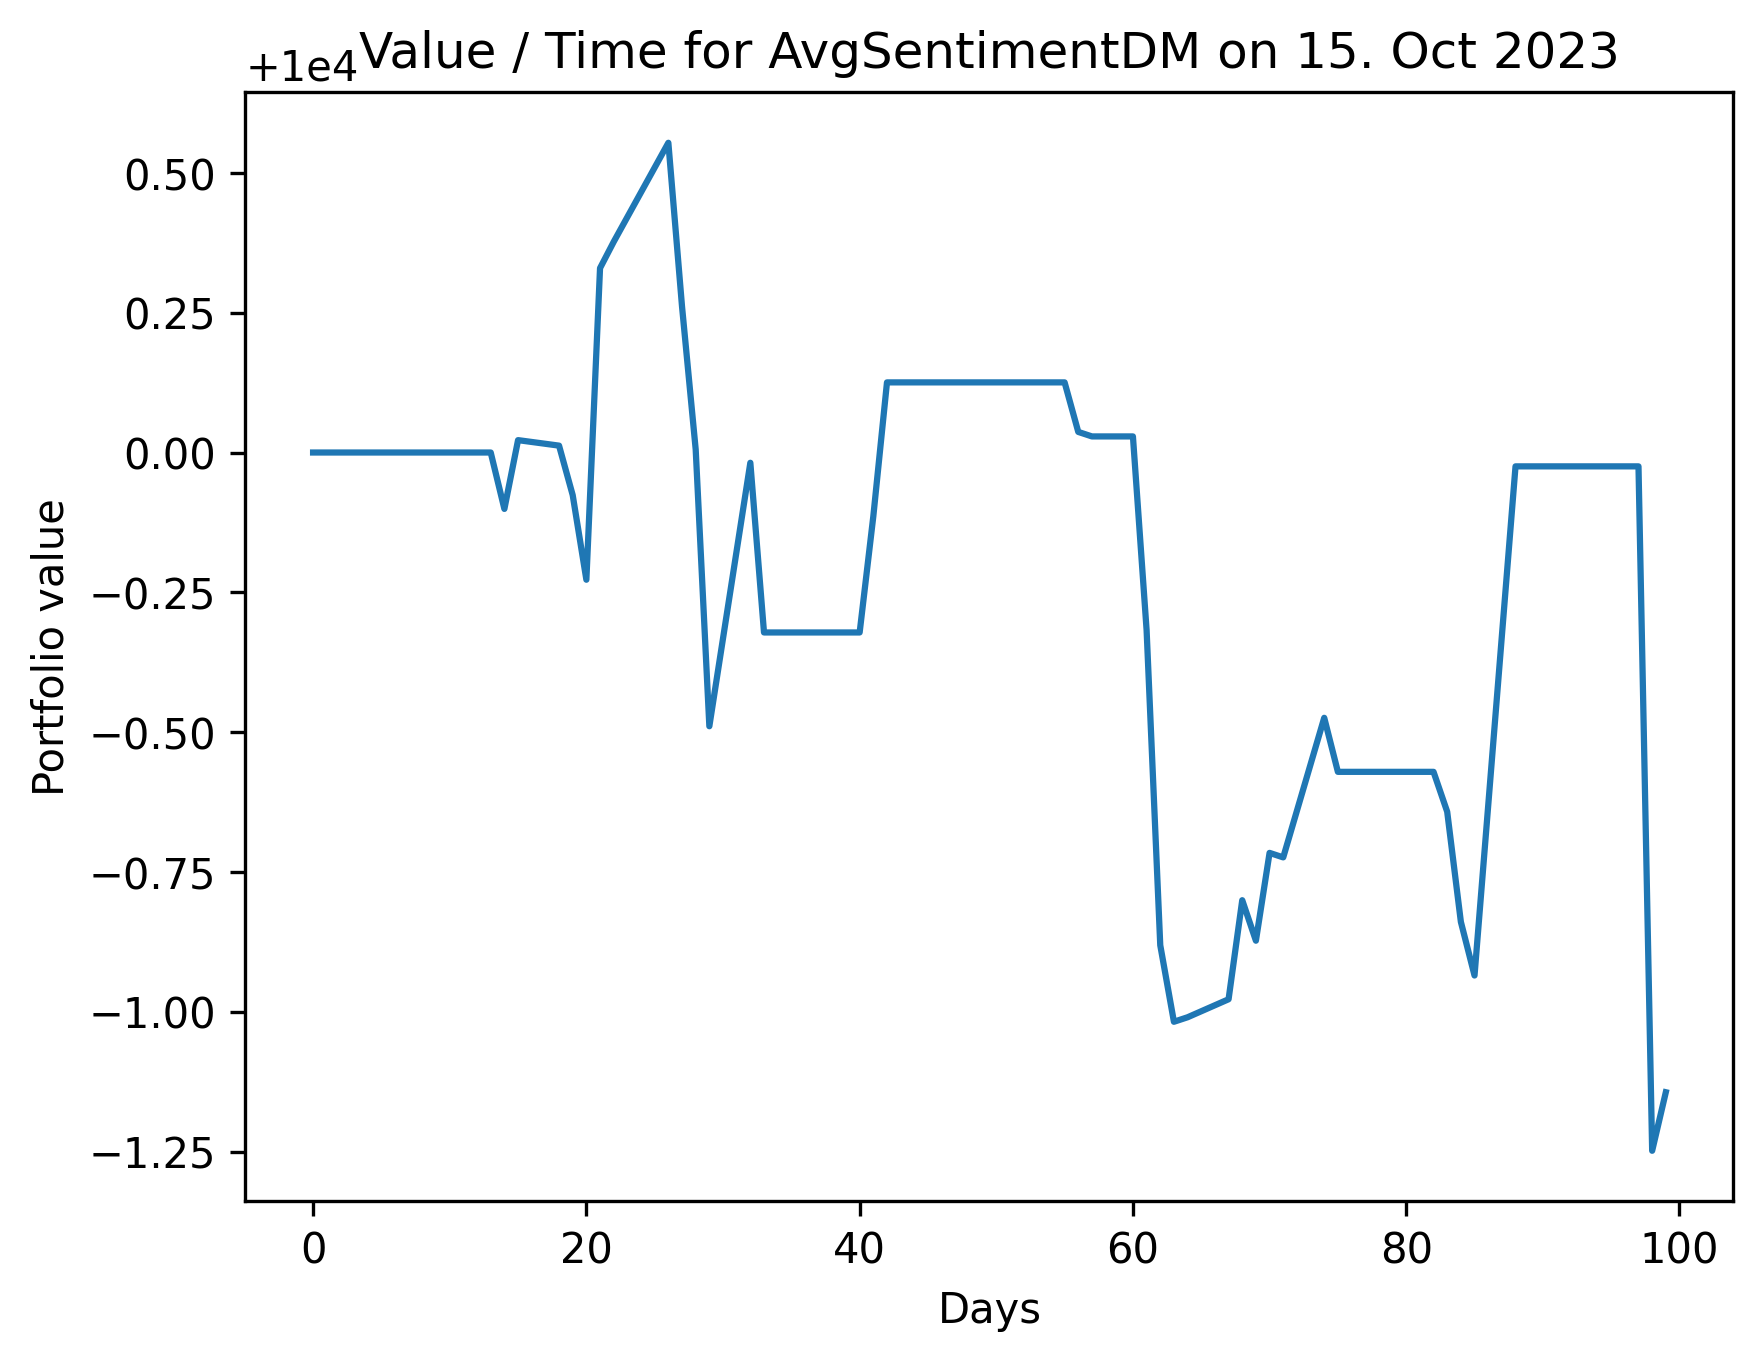 Value / Time for AvgSentimentDM on 15. Oct 2023
+1e4
0.50
0.25
0.00
−0.25
−0.50
−0.75
−1.00
−1.25
Portfolio value
0 20 40 60 80 100
Days